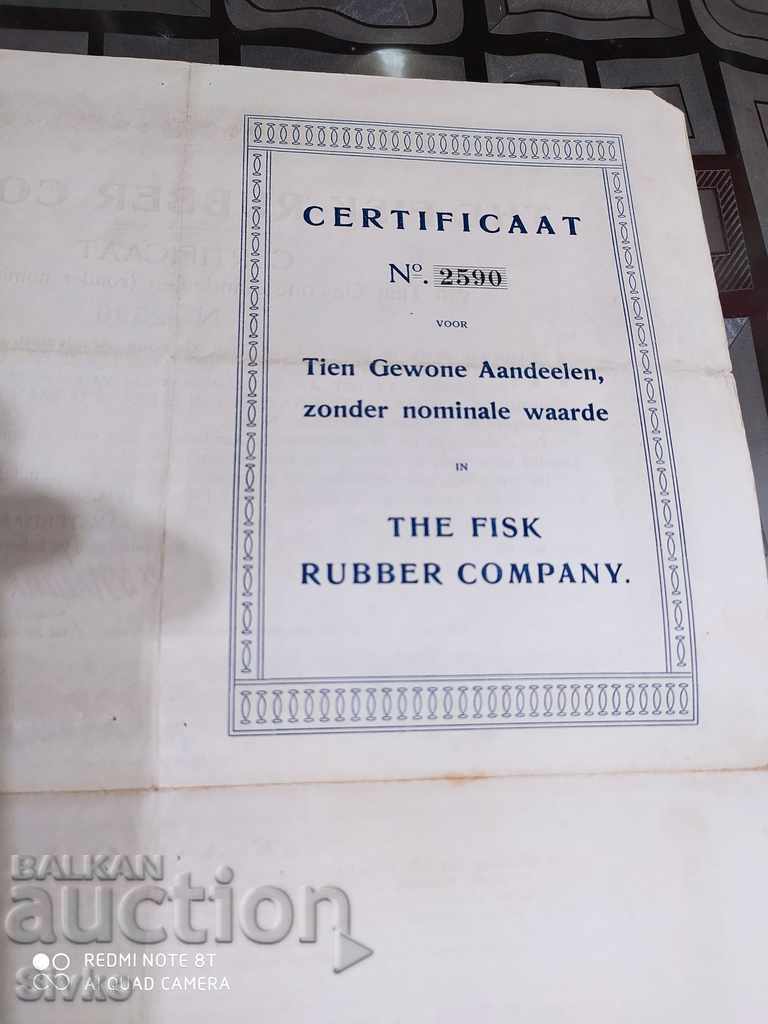 CERTIFICAAT
Nº. 2590
VOOR
Tien Gewone Aandeelen,
zonder nominale waarde
IN
THE FISK
RUBBER COMPANY.
BALKAN
auction
REDMI NOTE 8T
AI QUAD CAMERA
Sivko